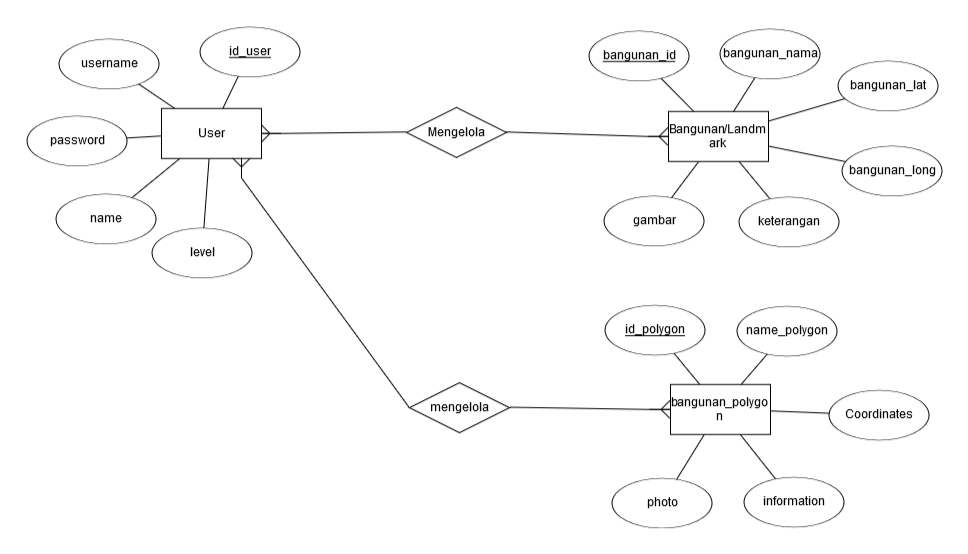 username
id_user
password
User
name
level
Mengelola
bangunan_id
bangunan_nama
bangunan_lat
Bangunan/Landm
ark
bangunan_long
gambar
keterangan
id_polygon
name_polygon
mengelola
bangunan_polygo
n
Coordinates
photo
information